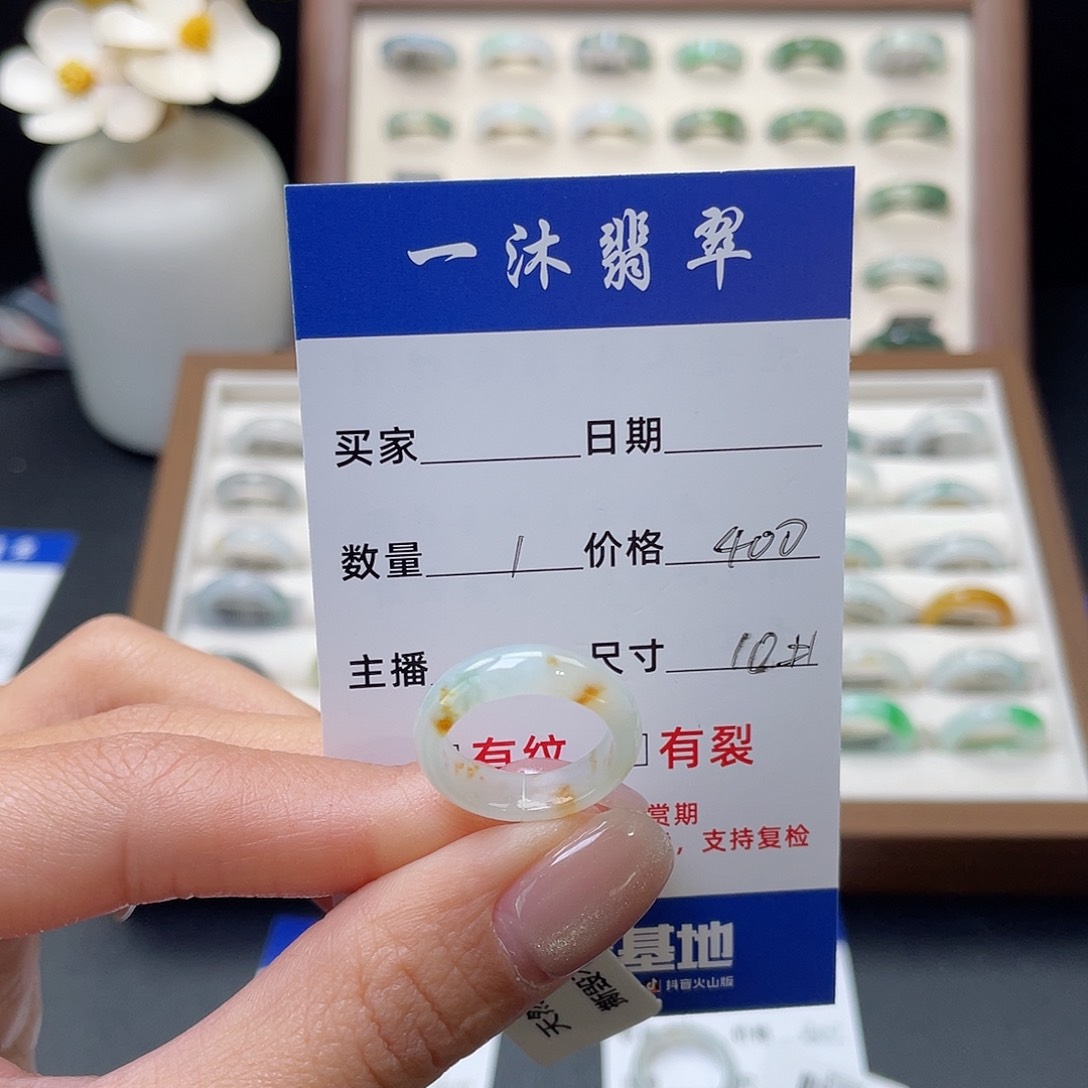 一沐翡翠
买家 日期
数量 1 价格 400
主播 尺寸 10#
有纹 有裂
赏期
，支持复检
基地
抖音火山版
天